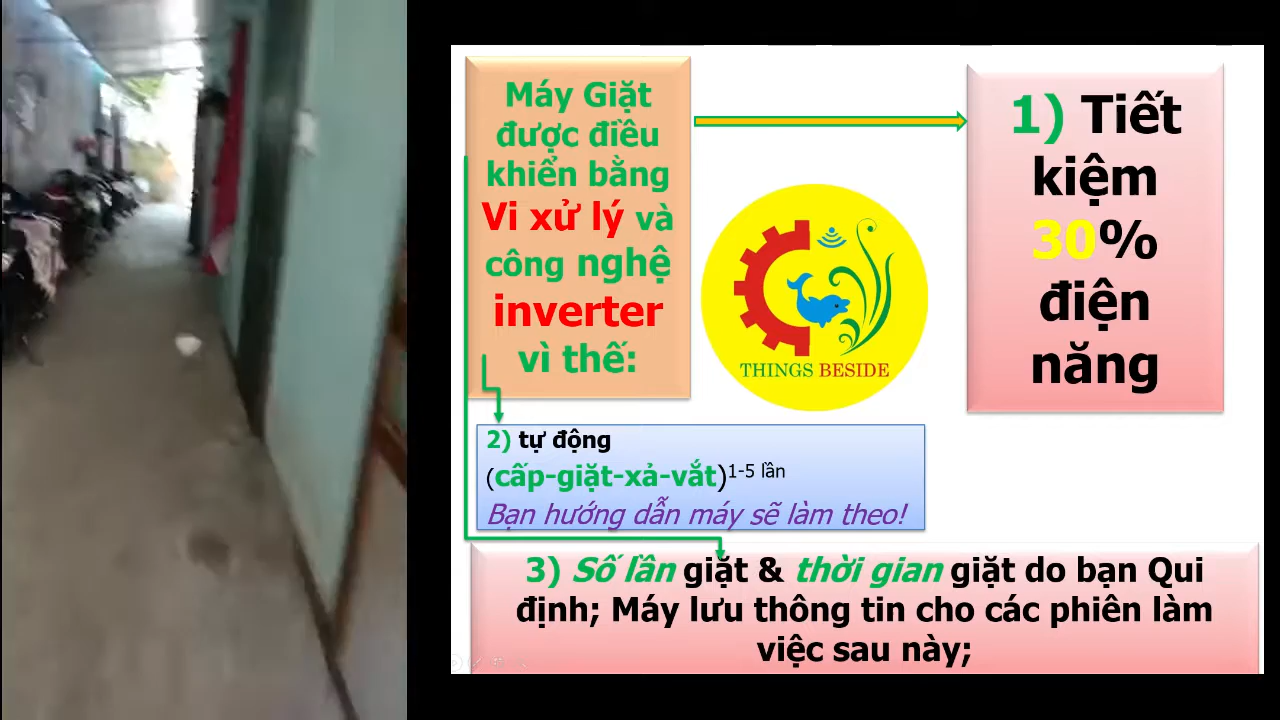 Máy Giặt
được điều
khiển bằng
Vi xử lý và
công nghệ
inverter
vì thế:
1) Tiết
kiệm
30%
điện
năng
THINGS BESIDE
2) tự động
(cấp-giặt-xả-vắt)1-5 lần
Bạn hướng dẫn máy sẽ làm theo!
3) Số lần giặt & thời gian giặt do bạn Qui
định; Máy lưu thông tin cho các phiên làm
việc sau này;